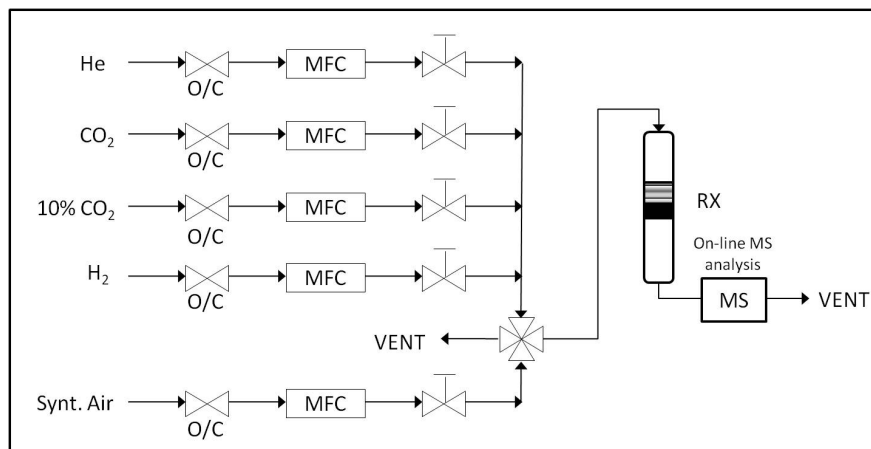 He
O/C
MFC
CO₂
O/C
MFC
10% CO₂
O/C
MFC
H₂
O/C
MFC
RX
On-line MS
analysis
MS
VENT
VENT
Synt. Air
O/C
MFC